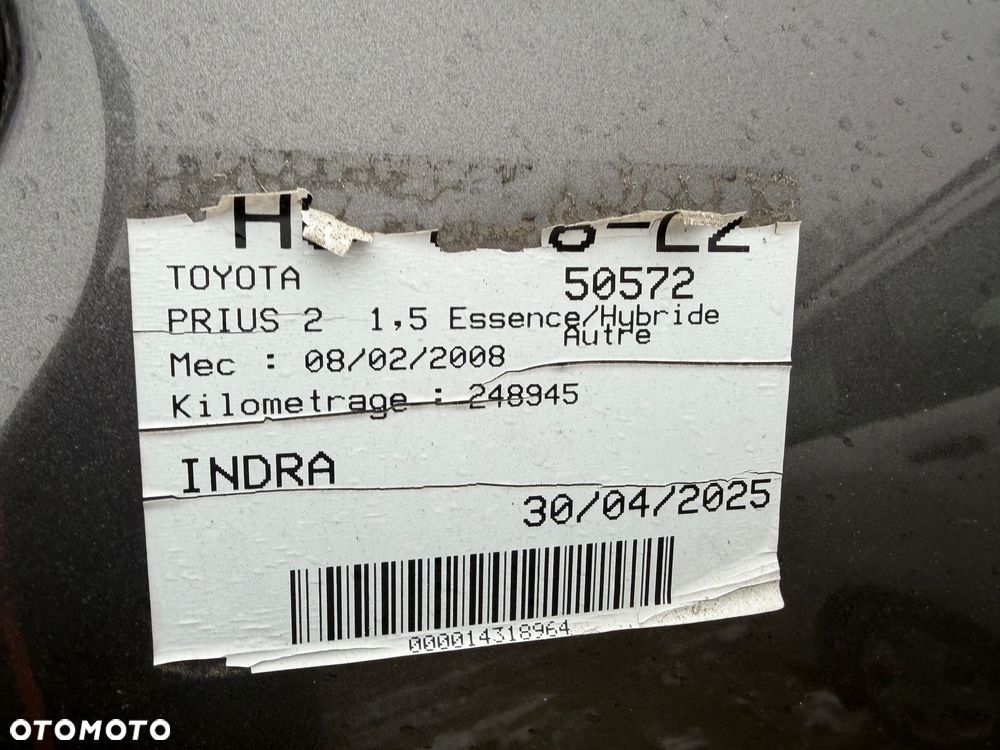 TOYOTA
50572
PRIUS 2 1,5 Essence/Hybride
Autre
Mec : 08/02/2008
Kilometrage : 248945
INDRA
30/04/2025
000014318964
OTOMOTO